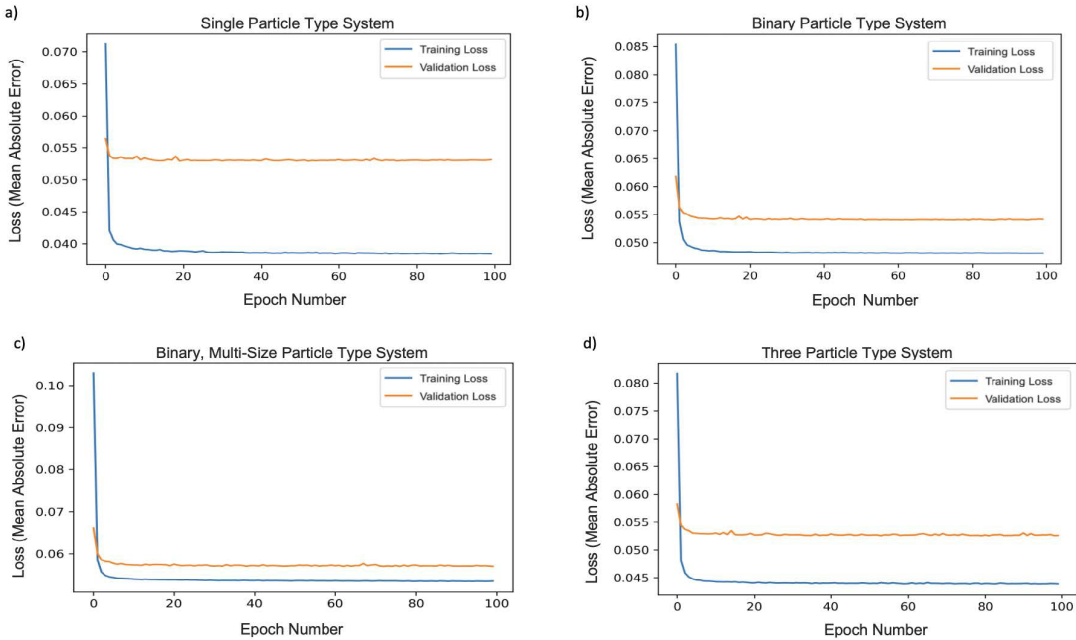 a)
Single Particle Type System
Loss (Mean Absolute Error)
0.070
0.065
0.060
0.055
0.050
0.045
0.040
Training Loss
Validation Loss
0 20 40 60 80 100
Epoch Number
b)
Binary Particle Type System
Loss (Mean Absolute Error)
0.085
0.080
0.075
0.070
0.065
0.060
0.055
0.050
Training Loss
Validation Loss
0 20 40 60 80 100
Epoch Number
c)
Binary, Multi-Size Particle Type System
Loss (Mean Absolute Error)
0.10
0.09
0.08
0.07
0.06
Training Loss
Validation Loss
0 20 40 60 80 100
Epoch Number
d)
Three Particle Type System
Loss (Mean Absolute Error)
0.080
0.075
0.070
0.065
0.060
0.055
0.050
0.045
Training Loss
Validation Loss
0 20 40 60 80 100
Epoch Number